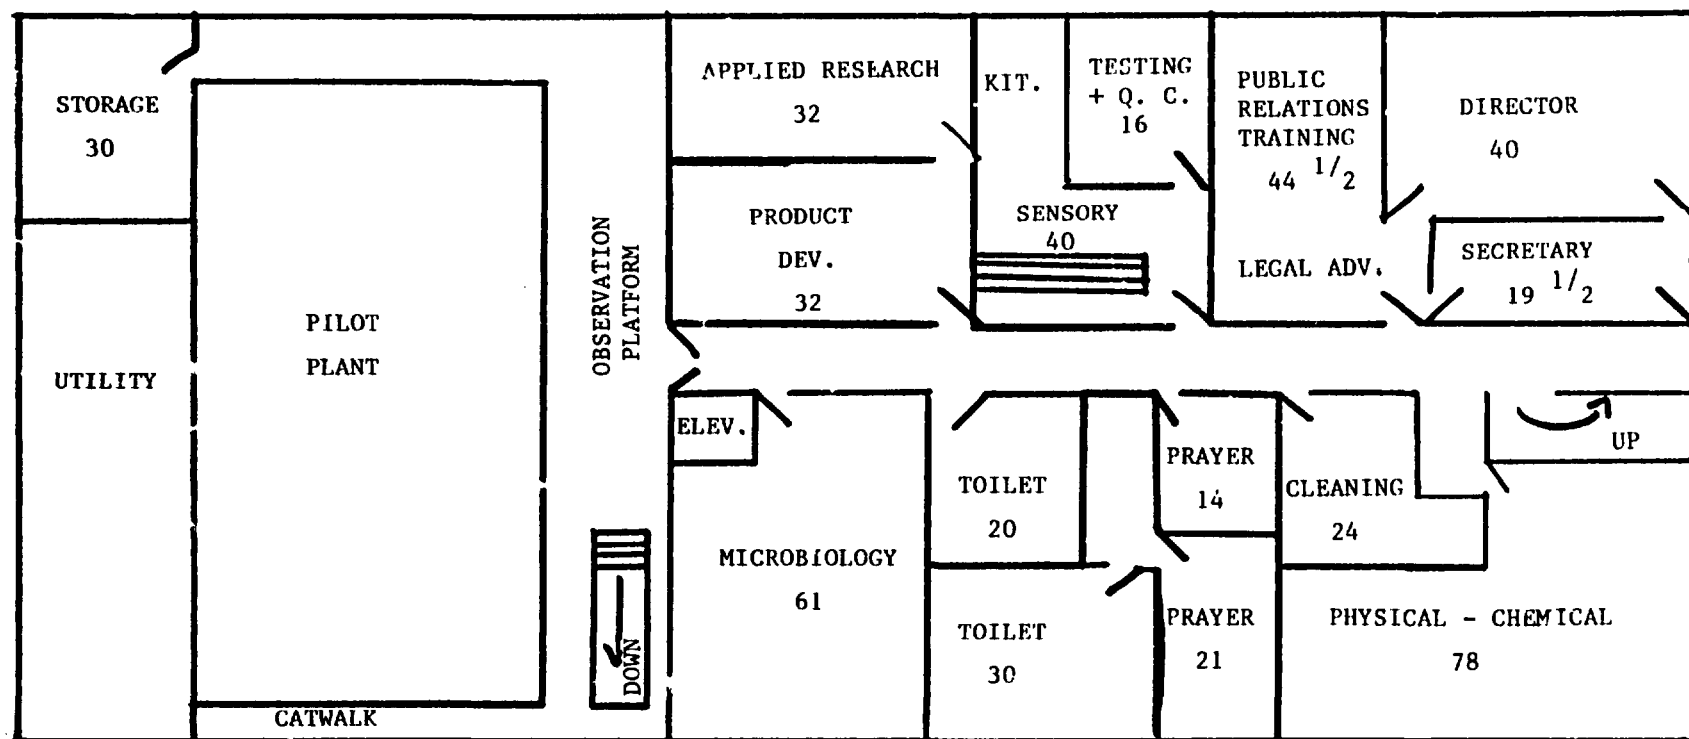 STORAGE
30
UTILITY
PILOT
PLANT
CATWALK
OBSERVATION
PLATFORM
DOWN
APPLIED RESEARCH
32
PRODUCT
DEV.
32
KIT.
TESTING
+ Q. C.
16
SENSORY
40
PUBLIC
RELATIONS
TRAINING
44 1/2
LEGAL ADV.
DIRECTOR
40
SECRETARY
19 1/2
ELEV.
MICROBIOLOGY
61
TOILET
20
TOILET
30
PRAYER
14
PRAYER
21
CLEANING
24
UP
PHYSICAL - CHEMICAL
78